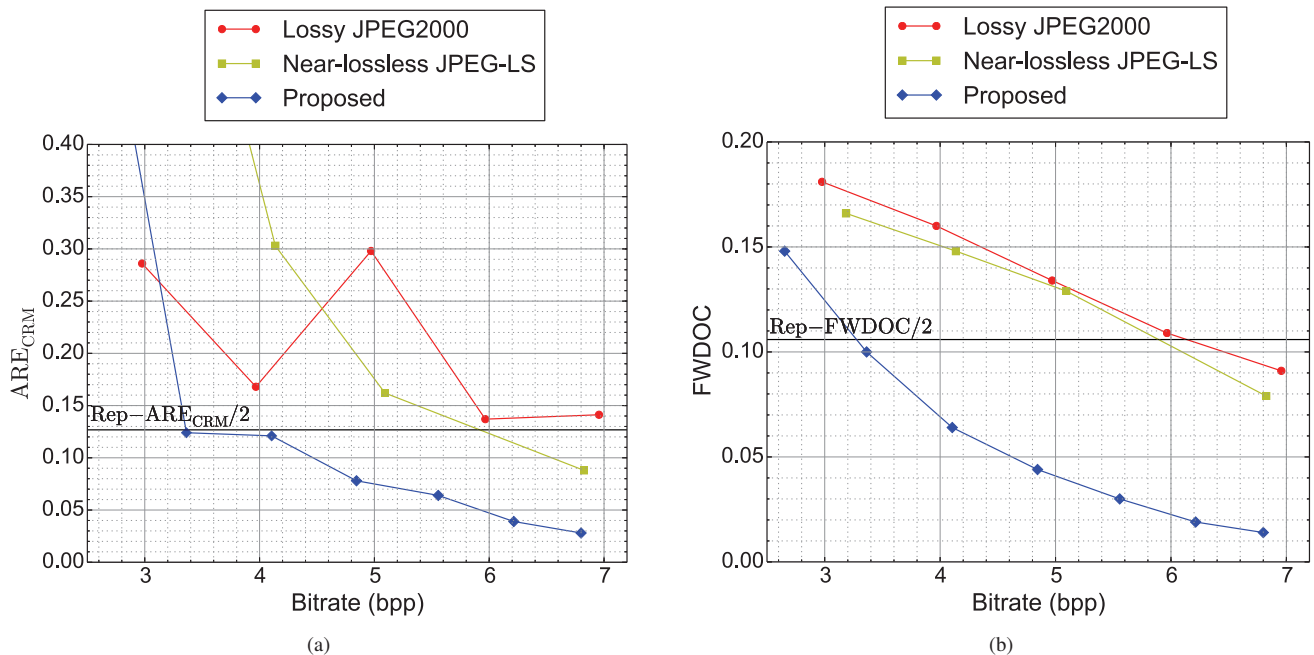 Lossy JPEG2000
Near-lossless JPEG-LS
Proposed
0.40
0.35
0.30
0.25
0.20
0.15
0.10
0.05
0.00
ARE_CRM
Rep−ARE_CRM/2
3 4 5 6 7
Bitrate (bpp)
(a)
Lossy JPEG2000
Near-lossless JPEG-LS
Proposed
0.20
0.15
0.10
0.05
0.00
FWDOC
Rep−FWDOC/2
3 4 5 6 7
Bitrate (bpp)
(b)